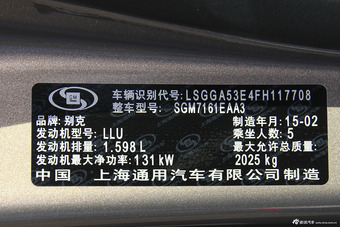 车辆识别代号: LSGGA53E4FH117708
整车型号: SGM7161EAA3
品牌: 别克
制造年月: 15-02
发动机型号: LLU
乘坐人数: 5
发动机排量: 1.598 L
最大允许总质量:
发动机最大净功率: 131 kW
2025 kg
中国 上海通用汽车有限公司制造